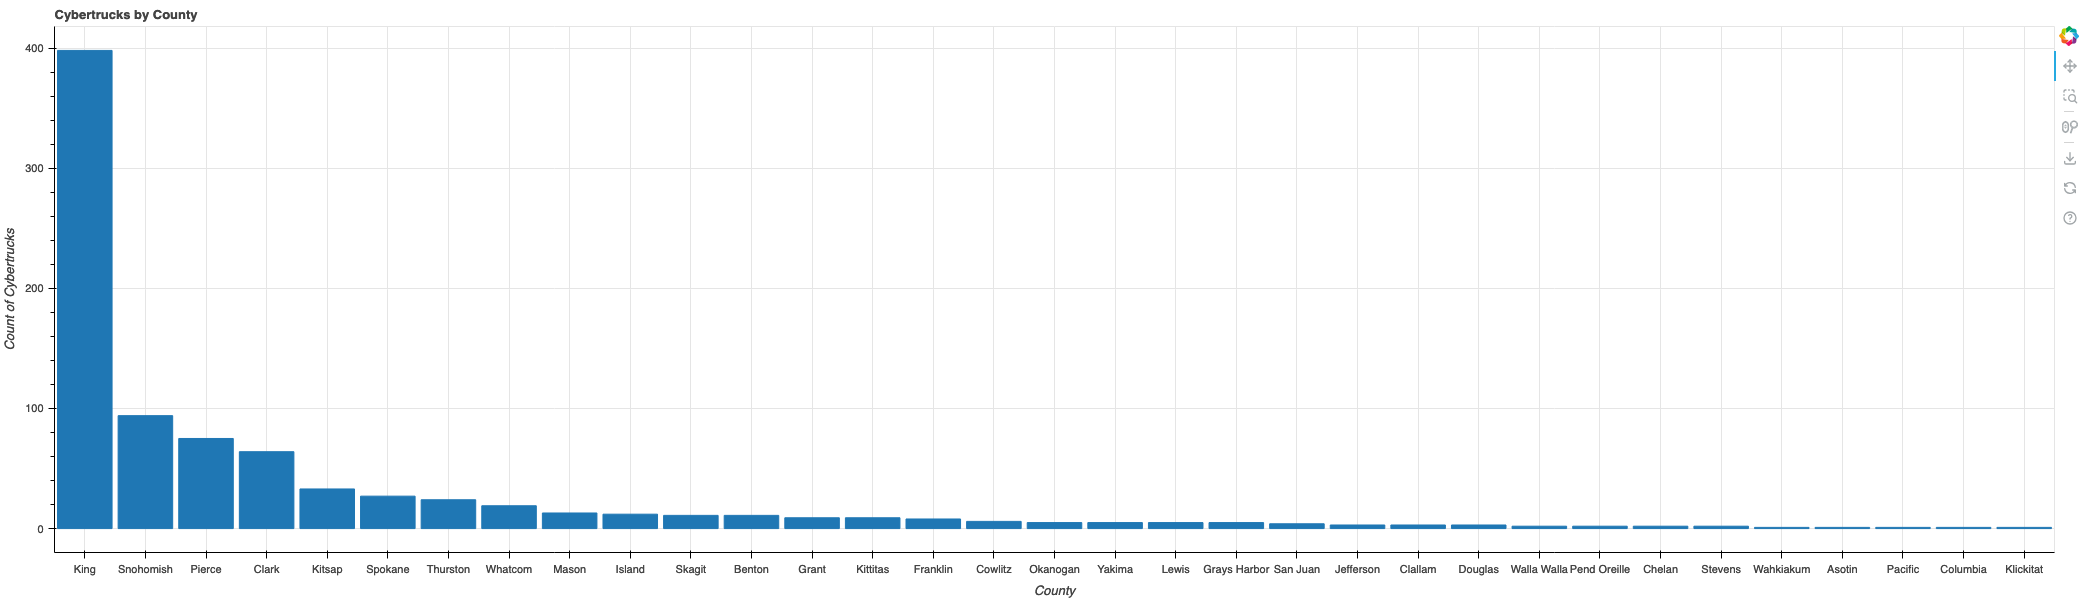 Cybertrucks by County
400
300
200
100
0
Count of Cybertrucks
King Snohomish Pierce Clark Kitsap Spokane Thurston Whatcom Mason Island Skagit Benton Grant Kittitas Franklin Cowlitz Okanogan Yakima Lewis Grays Harbor San Juan Jefferson Clallam Douglas Walla Walla Pend Oreille Chelan Stevens Wahkiakum Asotin Pacific Columbia Klickitat
County